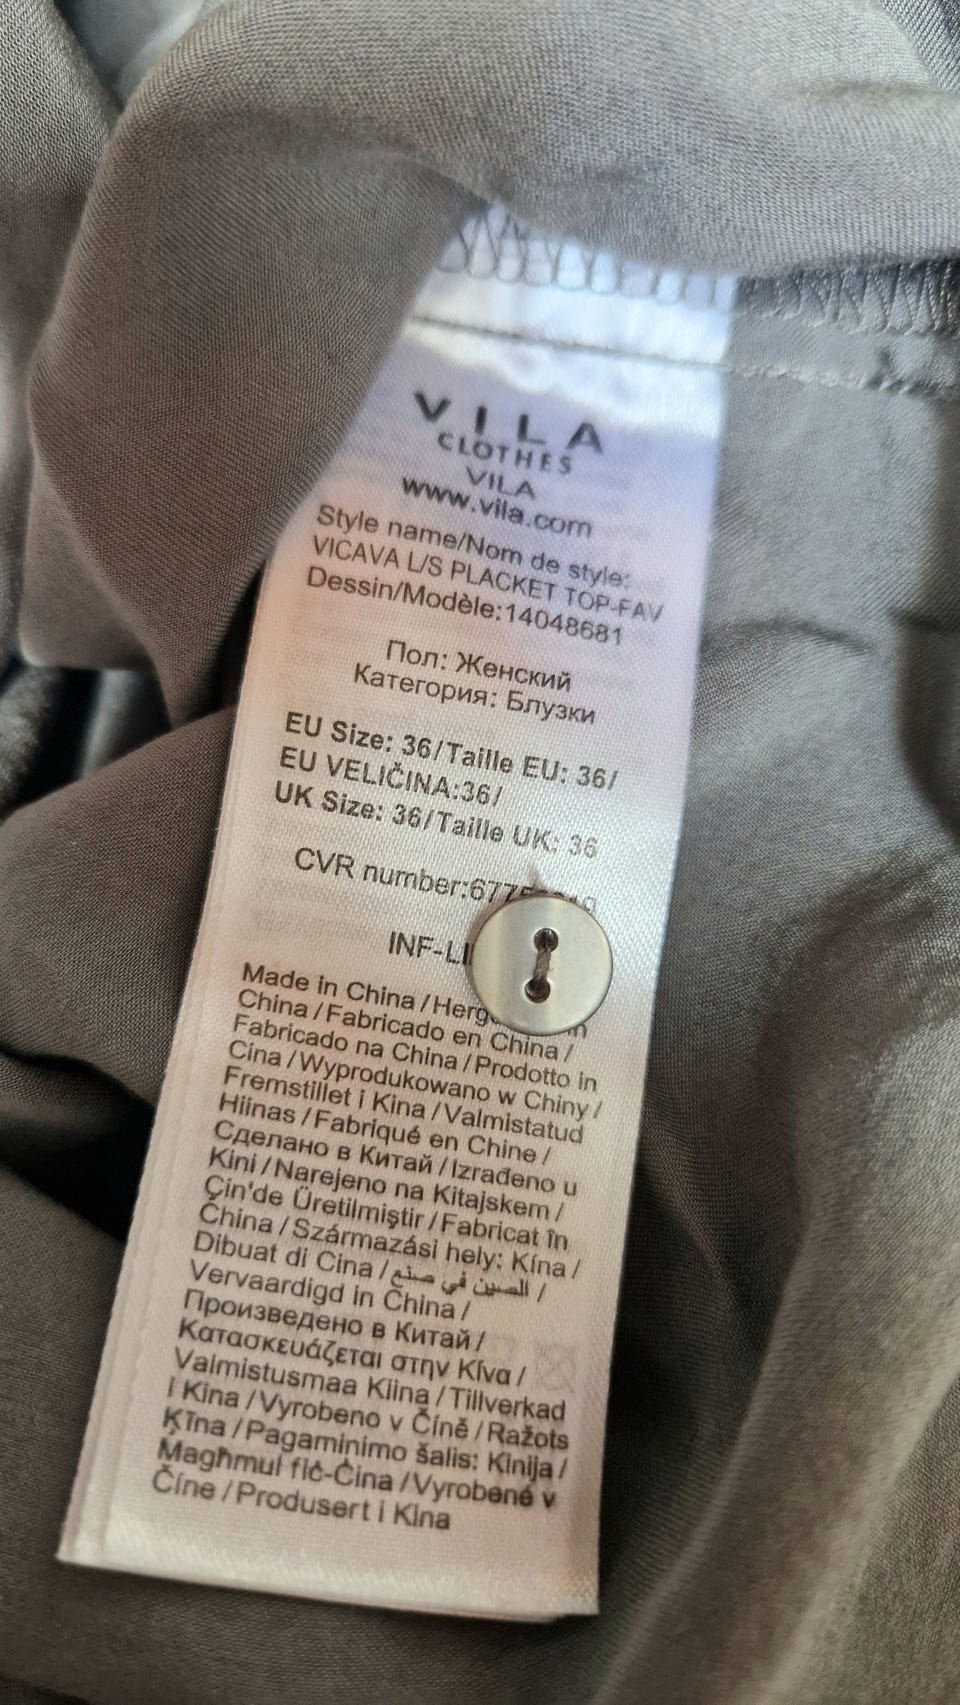 VILA
CLOTHES
VILA
www.vila.com
Style name/Nom de style:
VICAVA L/S PLACKET TOP-FAV
Dessin/Modèle:14048681
Пол: Женский
Категория: Блузки
EU Size: 36/Taille EU: 36/
EU VELIČINA:36/
UK Size: 36/Taille UK: 36
CVR number:
Made in China/
China/Fabricado en China/
Fabricado na China/Prodotto in
Cina/Wyprodukowano w Chiny/
Fremstillet i Kina/Valmistatud
Hiinas/Fabriqué en Chine/
Сделано в Китай/Izrađeno u
Kini/Narejeno na Kitajskem/
Çin'de Üretilmiştir/Fabricat în
China/Származási hely: Kína/
Dibuat di Cina/الصين في صنع/
Vervaardigd in China/
Произведено в Китай/
Κατασκευάζεται στην Κίνα/
Valmistusmaa Kiina/Tillverkad
i Kina/Vyrobeno v Číně/Ražots
Ķīna/Pagaminimo šalis: Kinija/
Magħmul fiċ-Ċina/Vyrobené v
Číne/Produsert i Kina